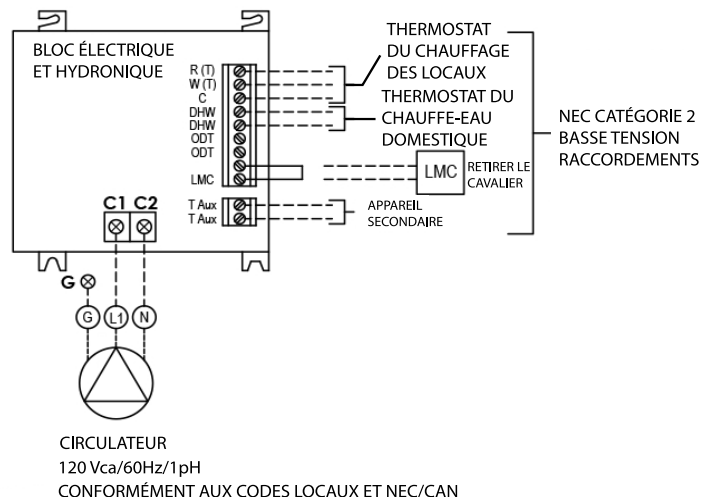 BLOC ÉLECTRIQUE
ET HYDRONIQUE
R (T)
W (T)
C
DHW
DHW
ODT
ODT
LMC
T Aux
T Aux
THERMOSTAT
DU CHAUFFAGE
DES LOCAUX
THERMOSTAT DU
CHAUFFE-EAU
DOMESTIQUE
LMC
RETIRER LE
CAVALIER
APPAREIL
SECONDAIRE
NEC CATÉGORIE 2
BASSE TENSION
RACCORDEMENTS
C1 C2
G
G L1 N
CIRCULATEUR
120 Vca/60Hz/1pH
CONFORMÉMENT AUX CODES LOCAUX ET NEC/CAN